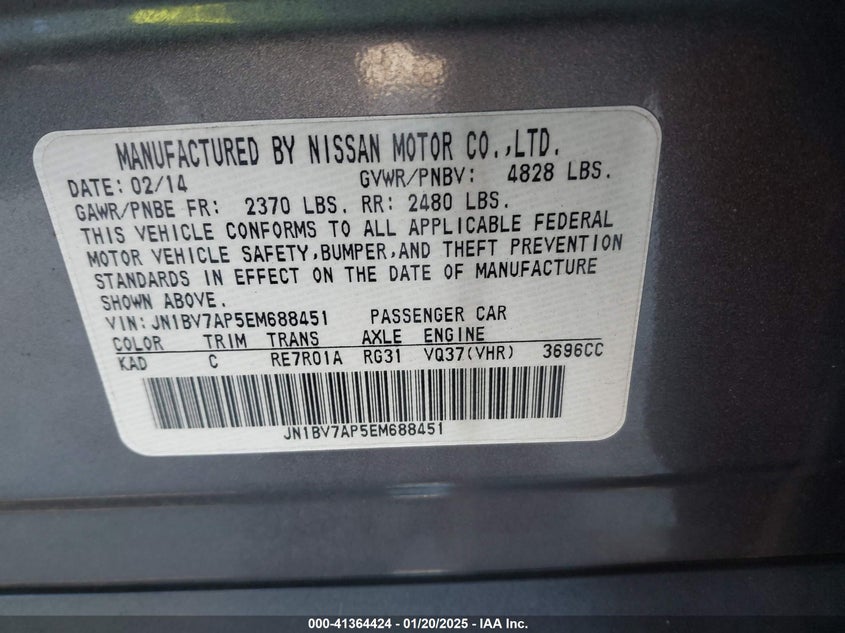 MANUFACTURED BY NISSAN MOTOR CO.,LTD.
DATE: 02/14 GVWR/PNBV: 4828 LBS.
GAWR/PNBE FR: 2370 LBS. RR: 2480 LBS.
THIS VEHICLE CONFORMS TO ALL APPLICABLE FEDERAL
MOTOR VEHICLE SAFETY,BUMPER,AND THEFT PREVENTION
STANDARDS IN EFFECT ON THE DATE OF MANUFACTURE
SHOWN ABOVE.
VIN: JN1BV7AP5EM688451 PASSENGER CAR
COLOR TRIM TRANS AXLE ENGINE
KAD C RE7R01A RG31 VQ37(VHR) 3696CC
JN1BV7AP5EM688451
000-41364424 - 01/20/2025 - IAA Inc.